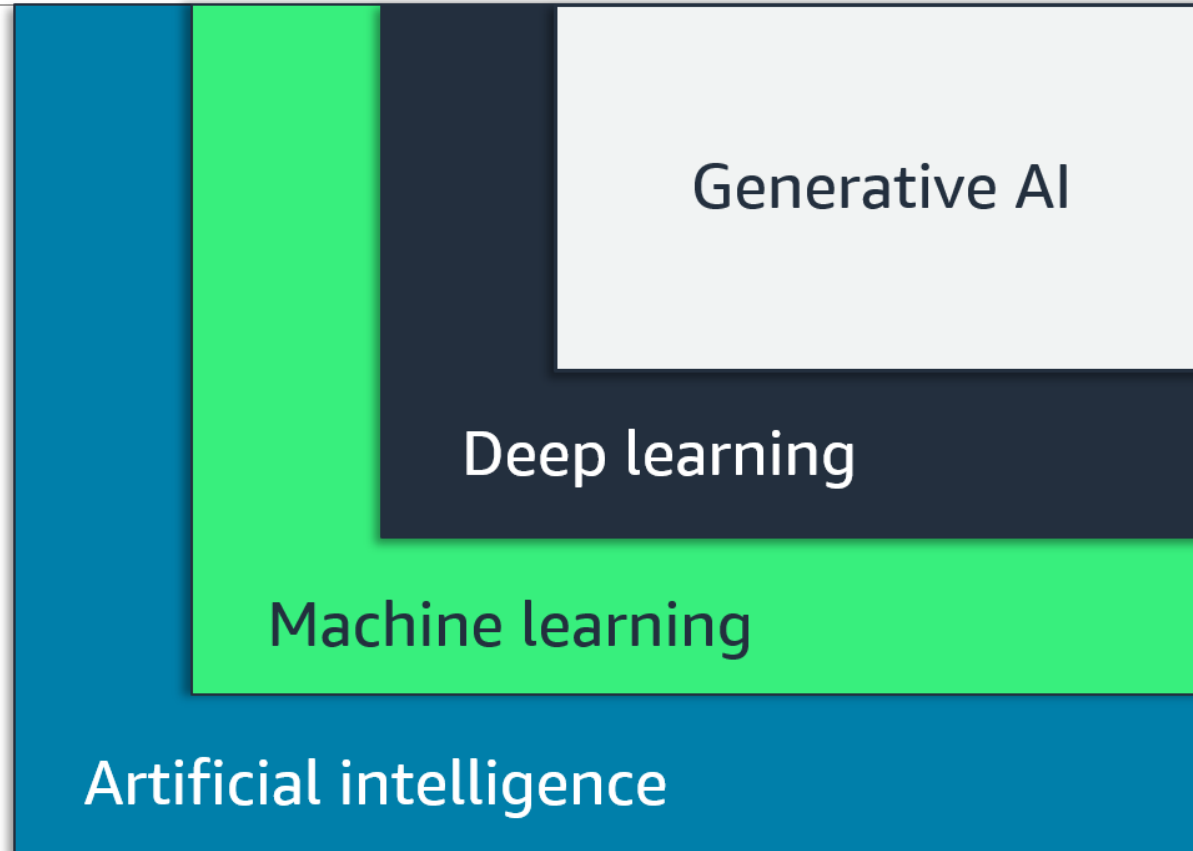 Generative AI
Deep learning
Machine learning
Artificial intelligence